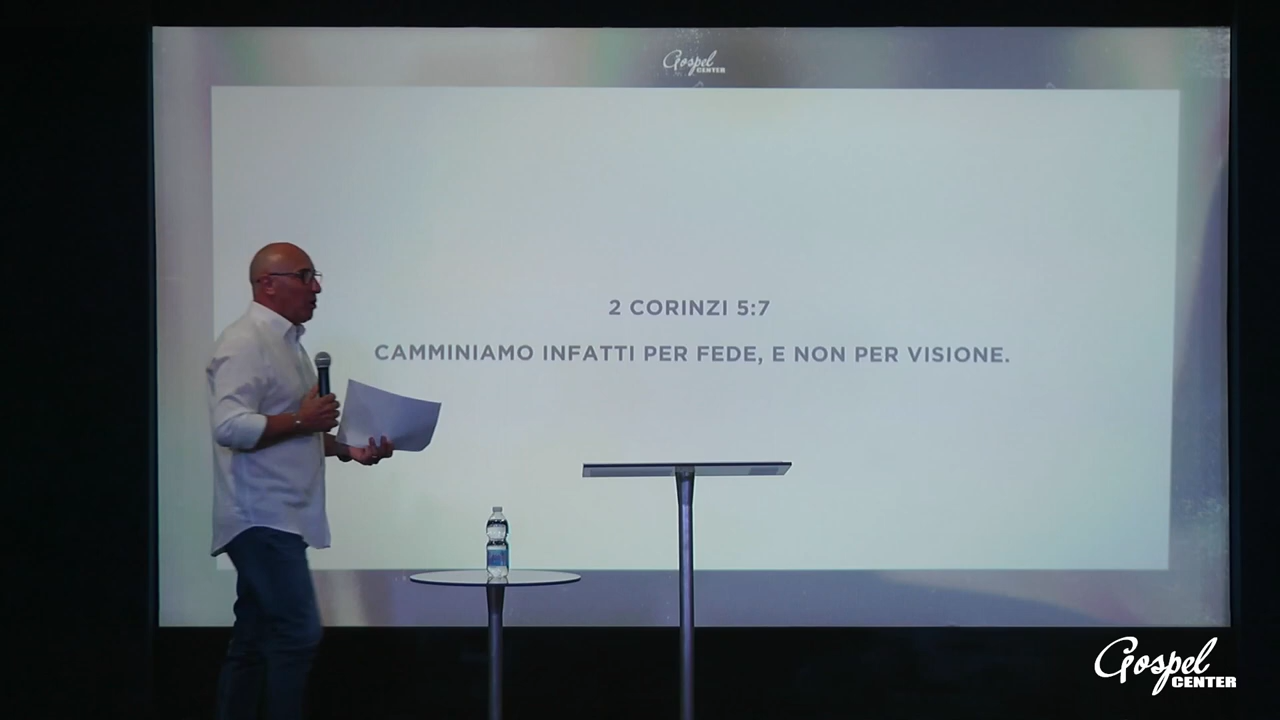 Gospel
CENTER
2 CORINZI 5:7
CAMMINIAMO INFATTI PER FEDE, E NON PER VISIONE.
Gospel
CENTER